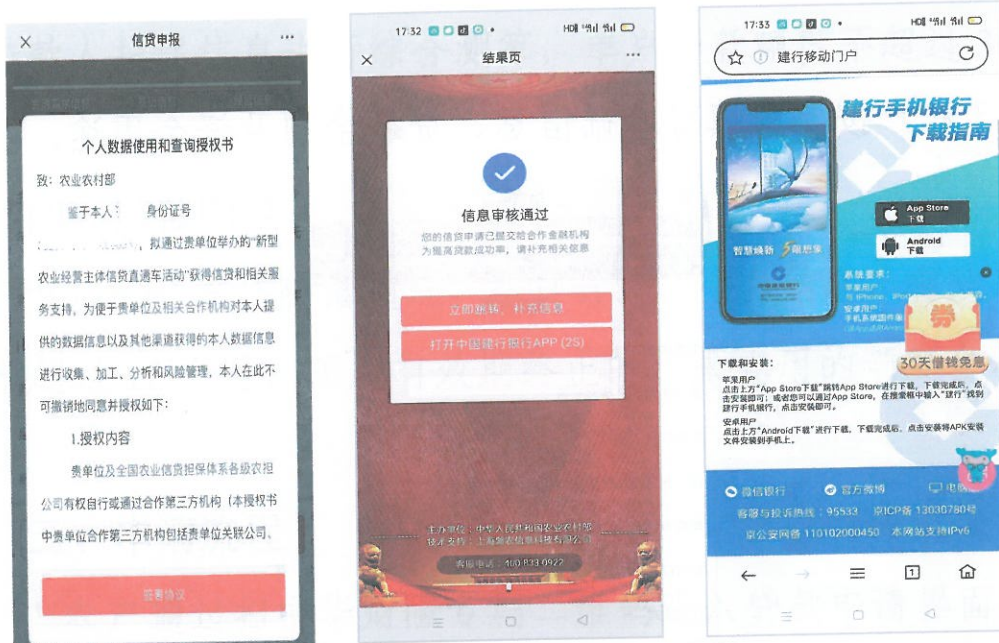 信贷申报
个人数据使用和查询授权书
致：农业农村部
鉴于本人
身份证号
，拟通过贵单位举办的“新型
农业经营主体信贷直通车活动”获得信贷和相关服
务支持。为便于贵单位及相关合作机构对本人提
供的数据信息以及其他渠道获得的本人数据信息
进行收集、加工、分析和风险管理，本人在此不
可撤销地同意并授权如下：
1.授权内容
贵单位及全国农业信贷担保体系各级农担
公司有权自行或通过合作第三方机构（本授权书
中贵单位合作第三方机构包括贵单位关联公司、
签署协议
17:32
结果页
信息审核通过
您的信贷申请已提交给合作金融机构
为提高贷款成功率，请补充相关信息
立即跳转，补充信息
打开中国建行银行APP (2S)
主办单位：中华人民共和国农业农村部
技术支持：上海瀚农信息科技有限公司
客服电话：400 833 0922
17:33
建行移动门户
建行手机银行
下载指南
App Store
下载
Android
下载
智慧焕新
系统要求：
苹果用户：
安卓用户：
券
30天借钱免息
下载和安装：
苹果用户
点击上方“App Store下载”跳转App Store进行下载，下载完成后，点
击安装即可；或者您可以通过App Store，在搜索框中输入“建行”找到
建行手机银行，点击安装即可。
安卓用户
点击上方“Android下载”进行下载，下载完成后，点击安装将APK安装
文件安装到手机上。
微信银行
官方微博
客服与投诉热线：95533 京ICP备 13030780号
京公安网备 110102000450 本网站支持IPv6
1